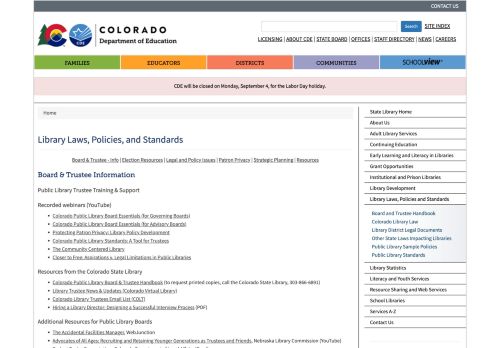 CONTACT US
COLORADO
Department of Education
CDE
Search
SITE INDEX
LICENSING | ABOUT CDE | STATE BOARD | OFFICES | STAFF DIRECTORY | NEWS | CAREERS
FAMILIES
EDUCATORS
DISTRICTS
COMMUNITIES
SCHOOLVIEW
CDE will be closed on Monday, September 4, for the Labor Day holiday.
Home
Library Laws, Policies, and Standards
Board & Trustee - info | Election Resources | Legal and Policy Issues | Patron Privacy | Strategic Planning | Resources
Board & Trustee Information
Public Library Trustee Training & Support
Recorded webinars (YouTube)
Colorado Public Library Board Essentials (for Governing Boards)
Colorado Public Library Board Essentials (for Advisory Boards)
Protecting Patron Privacy: Library Policy Development
Colorado Public Library Standards: A Tool for Trustees
The Community Centered Library
Closer to Free: Aspirations v. Legal Limitations in Public Libraries
Resources from the Colorado State Library
Colorado Public Library Board & Trustee Handbook (to request printed copies, call the Colorado State Library, 303-866-6891)
Library Trustee News & Updates (Colorado Virtual Library)
Colorado Library Trustees Email List (COLT)
Hiring a Library Director: Designing a Successful Interview Process (PDF)
Additional Resources for Public Library Boards
The Accidental Facilities Manager, WebJunction
Advocates of All Ages: Recruiting and Retaining Younger Generations as Trustees and Friends, Nebraska Library Commission (YouTube)
State Library Home
About Us
Adult Library Services
Continuing Education
Early Learning and Literacy in Libraries
Grant Opportunities
Institutional and Prison Libraries
Library Development
Library Laws, Policies and Standards
Board and Trustee Handbook
Colorado Library Law
Library District Legal Documents
Other State Laws Impacting Libraries
Public Library Sample Policies
Public Library Standards
Library Statistics
Literacy and Youth Services
Resource Sharing and Web Services
School Libraries
Services A-Z
Contact Us